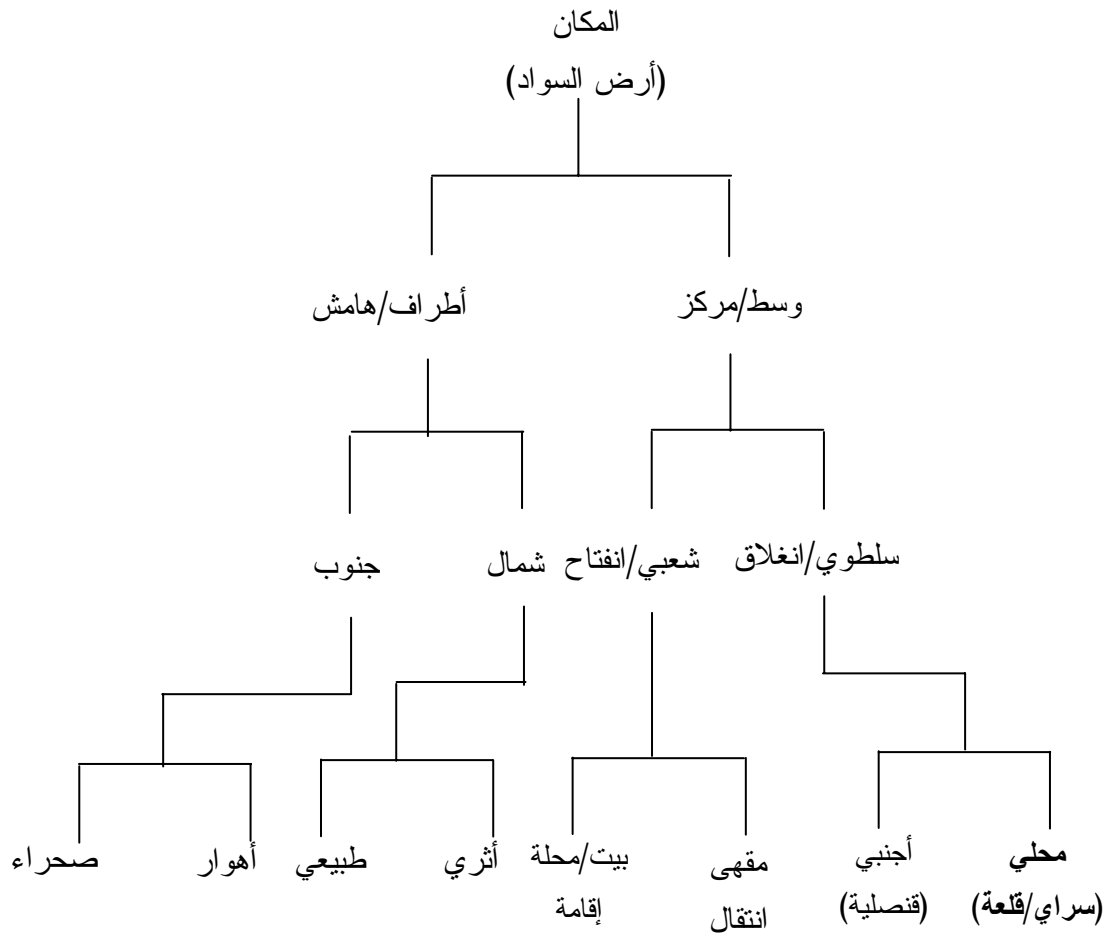 المكان
(أرض السواد)
وسط/مركز
أطراف/هامش
سلطوي/انغلاق
شعبي/انفتاح
شمال
جنوب
محلي
(سراي/قلعة)
أجنبي
(قنصلية)
مقهى
انتقال
بيت/محلة
إقامة
أثري
طبيعي
أهوار
صحراء